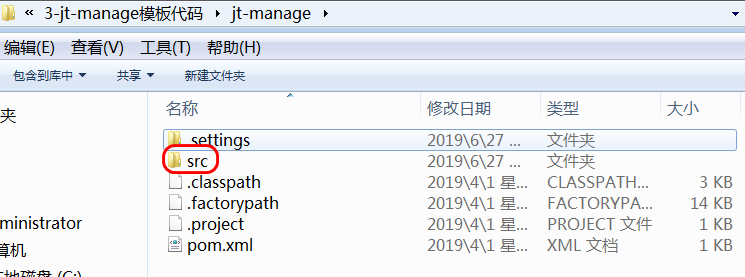 « 3-jt-manage模板代码 ▸ jt-manage ▸
编辑(E) 查看(V) 工具(T) 帮助(H)
包含到库中 共享 新建文件夹
名称 修改日期 类型 大小
夹
.settings 2019\6\27 ... 文件夹
src 2019\6\27 ... 文件夹
.classpath 2019\4\1 星... CLASSPATH... 3 KB
.factorypath 2019\4\1 星... FACTORYPA... 14 KB
.project 2019\4\1 星... PROJECT 文件 1 KB
ministrator
pom.xml 2019\4\1 星... XML 文档 1 KB
算机
地磁盘 (C:)